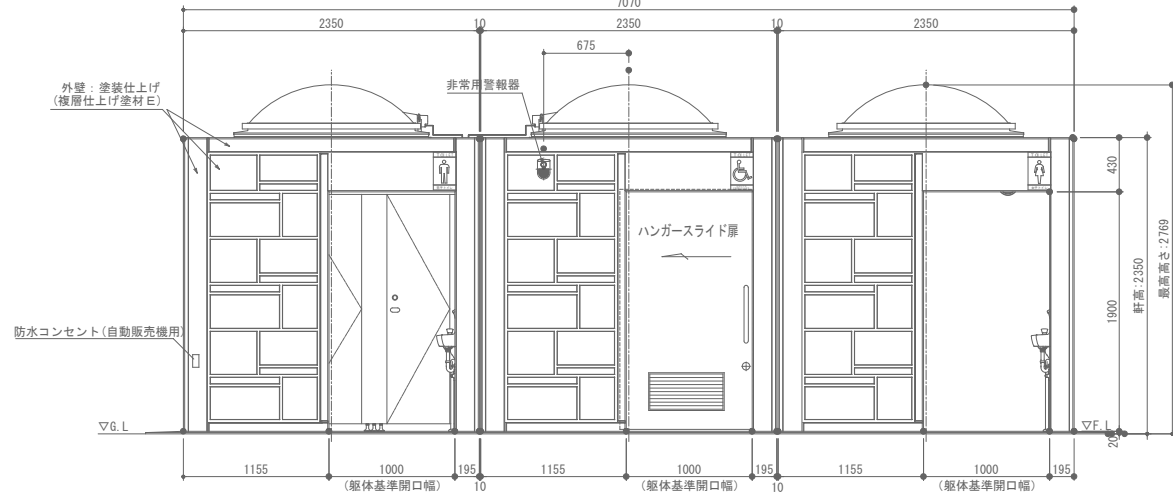 7070
2350
10
2350
10
2350
675
外壁：塗装仕上げ
(複層仕上げ塗材Ｅ)
非常用警報器
ハンガースライド扉
430
1900
軒高:2350
最高高さ:2769
防水コンセント(自動販売機用)
▽G.L
▽F.L
20
1155
1000
195
1155
1000
195
1155
1000
195
(躯体基準開口幅)
10
(躯体基準開口幅)
10
(躯体基準開口幅)